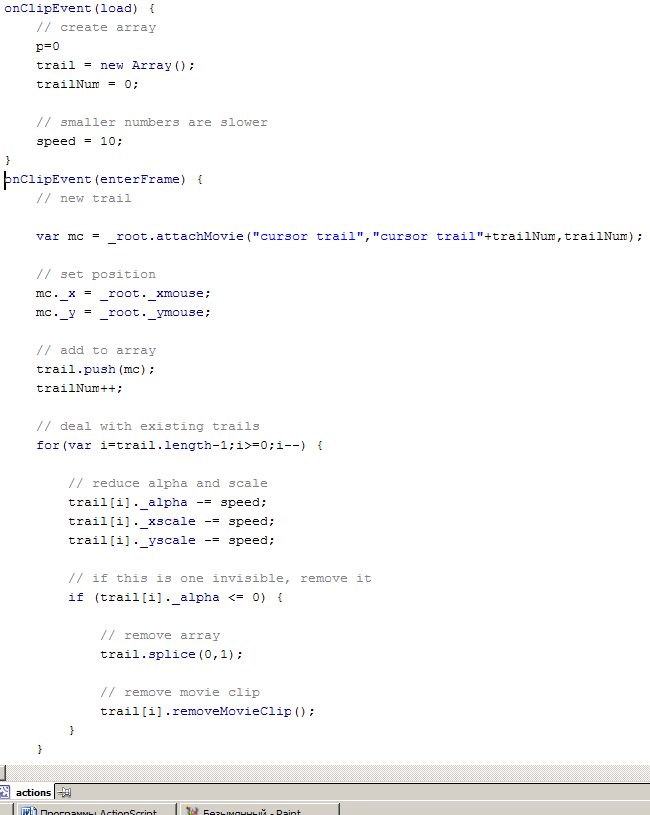 onClipEvent(load) {
// create array
p=0
trail = new Array();
trailNum = 0;
// smaller numbers are slower
speed = 10;
}
onClipEvent(enterFrame) {
// new trail
var mc = _root.attachMovie("cursor trail","cursor trail"+trailNum,trailNum);
// set position
mc._x = _root._xmouse;
mc._y = _root._ymouse;
// add to array
trail.push(mc);
trailNum++;
// deal with existing trails
for(var i=trail.length-1;i>=0;i--) {
// reduce alpha and scale
trail[i]._alpha -= speed;
trail[i]._xscale -= speed;
trail[i]._yscale -= speed;
// if this is one invisible, remove it
if (trail[i]._alpha <= 0) {
// remove array
trail.splice(0,1);
// remove movie clip
trail[i].removeMovieClip();
}
}
actions
Программы ActionScript Безымянный - Paint